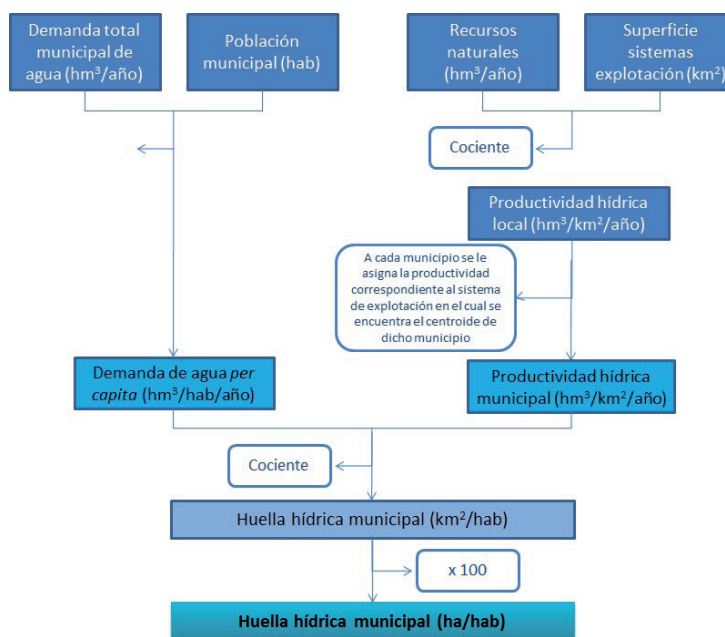 Demanda total
municipal de
agua (hm³/año)
Población
municipal (hab)
Recursos
naturales
(hm³/año)
Superficie
sistemas
explotación (km²)
Cociente
Productividad hídrica
local (hm³/km²/año)
A cada municipio se le
asigna la productividad
correspondiente al sistema
de explotación en el cual se
encuentra el centroide de
dicho municipio
Demanda de agua per
capita (hm³/hab/año)
Productividad hídrica
municipal (hm³/km²/año)
Cociente
Huella hídrica municipal (km²/hab)
x 100
Huella hídrica municipal (ha/hab)